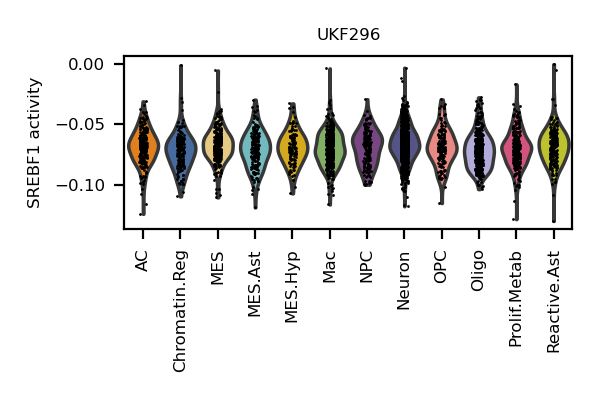 UKF296
SREBF1 activity
0.00
−0.05
−0.10
AC
Chromatin.Reg
MES
MES.Ast
MES.Hyp
Mac
NPC
Neuron
OPC
Oligo
Prolif.Metab
Reactive.Ast